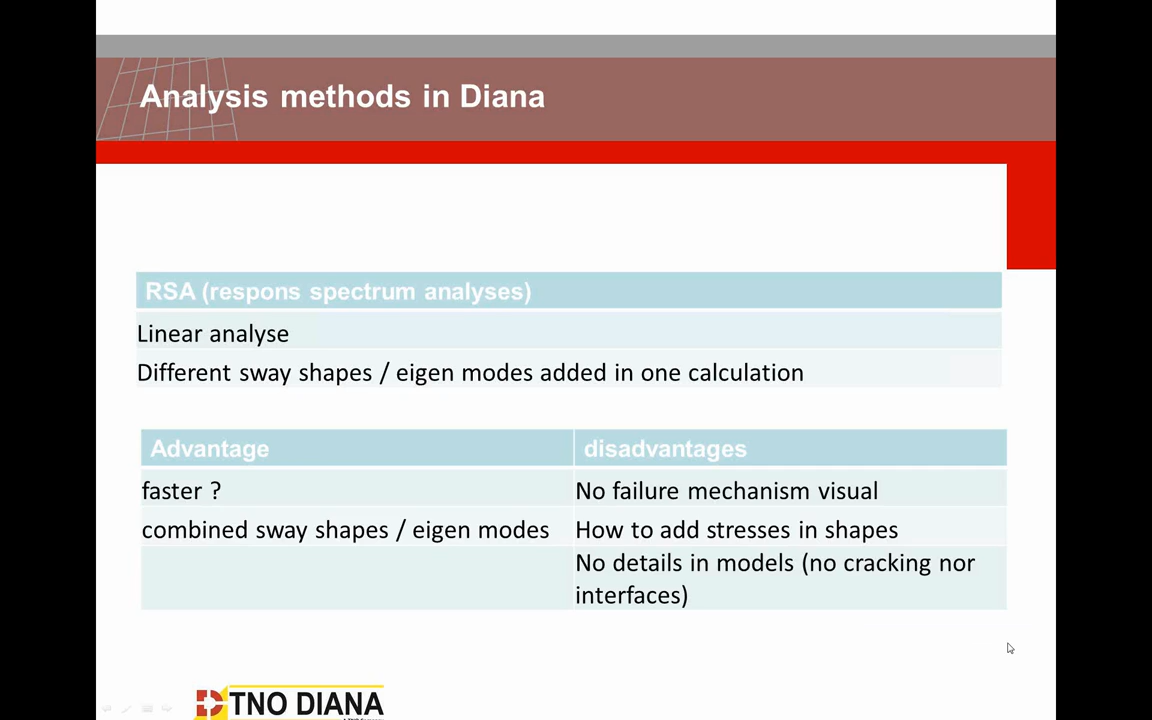 Analysis methods in Diana
RSA (respons spectrum analyses)
Linear analyse
Different sway shapes / eigen modes added in one calculation
Advantage
disadvantages
faster ?
No failure mechanism visual
combined sway shapes / eigen modes
How to add stresses in shapes
No details in models (no cracking nor
interfaces)
TNO DIANA